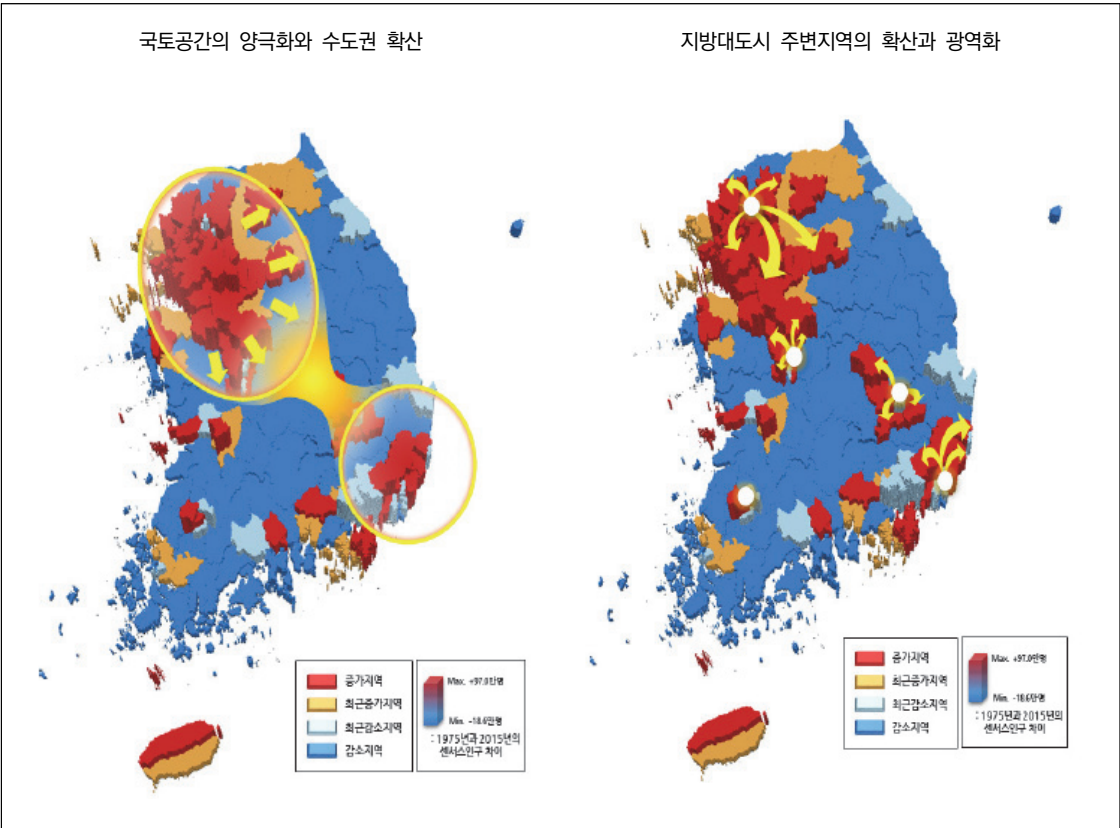 국토공간의 양극화와 수도권 확산
지방대도시 주변지역의 확산과 광역화
증가지역
최근증가지역
최근감소지역
감소지역
Max. +97.0만명
Min. -18.6만명
: 1975년과 2015년의
센서스인구 차이
증가지역
최근증가지역
최근감소지역
감소지역
Max. +97.0만명
Min. -18.6만명
: 1975년과 2015년의
센서스인구 차이